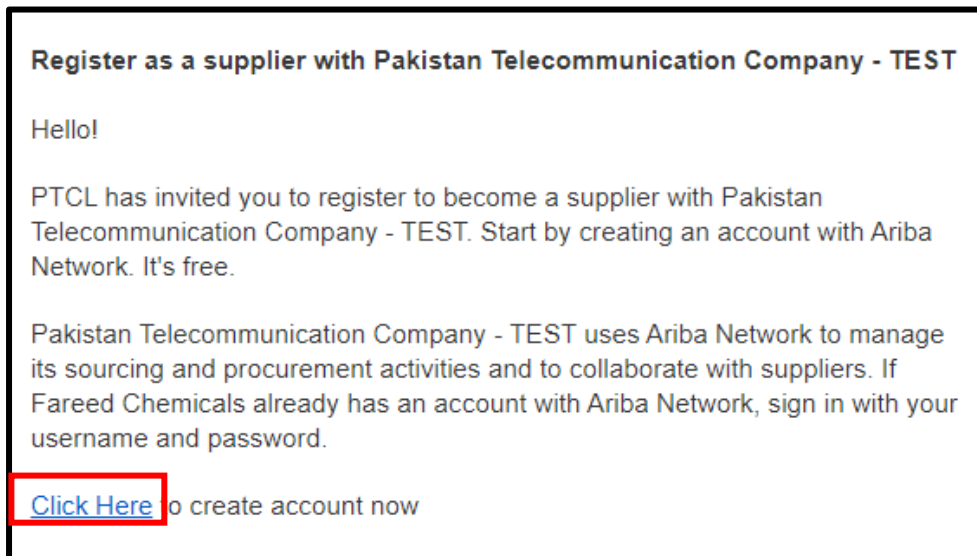 Register as a supplier with Pakistan Telecommunication Company - TEST
Hello!
PTCL has invited you to register to become a supplier with Pakistan
Telecommunication Company - TEST. Start by creating an account with Ariba
Network. It's free.
Pakistan Telecommunication Company - TEST uses Ariba Network to manage
its sourcing and procurement activities and to collaborate with suppliers. If
Fareed Chemicals already has an account with Ariba Network, sign in with your
username and password.
Click Here to create account now